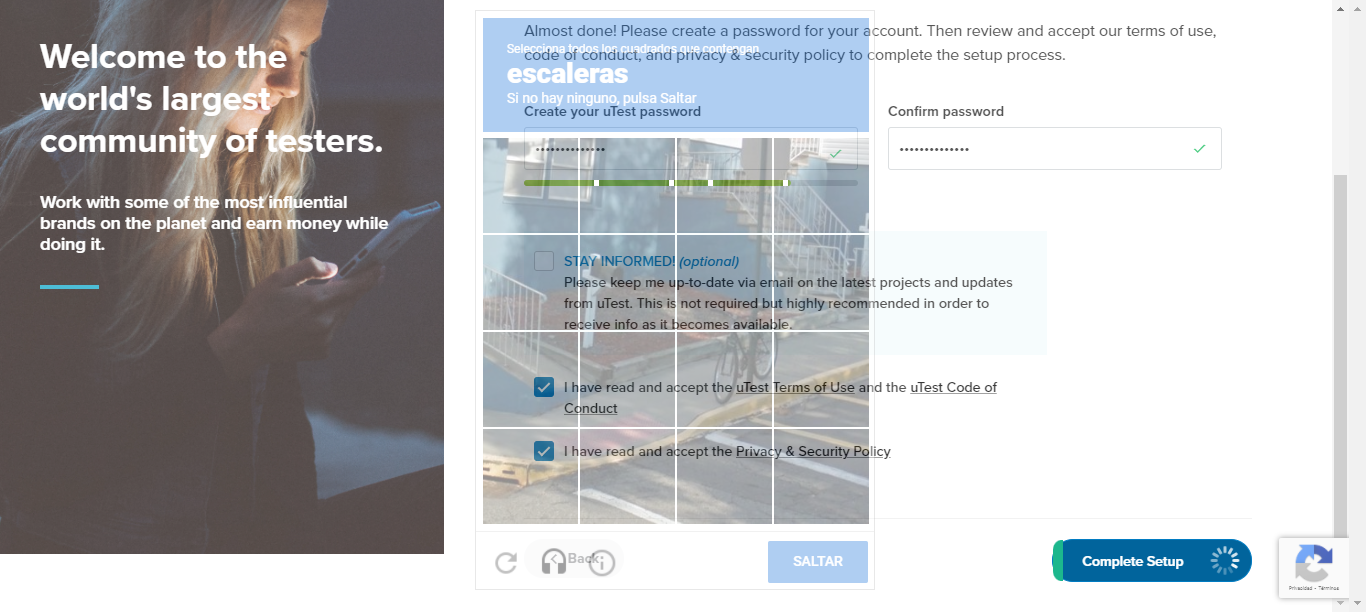 Welcome to the
world's largest
community of testers.
Work with some of the most influential
brands on the planet and earn money while
doing it.
Almost done! Please create a password for your account. Then review and accept our terms of use,
code of conduct, and privacy & security policy to complete the setup process.
Selecciona todos los cuadrados que contengan
escaleras
Si no hay ninguno, pulsa Saltar
Create your uTest password
Confirm password
••••••••••••••
••••••••••••••
STAY INFORMED! (optional)
Please keep me up-to-date via email on the latest projects and updates
from uTest. This is not required but highly recommended in order to
receive info as it becomes available.
I have read and accept the uTest Terms of Use and the uTest Code of
Conduct
I have read and accept the Privacy & Security Policy
Back
SALTAR
Complete Setup
Privacidad - Términos